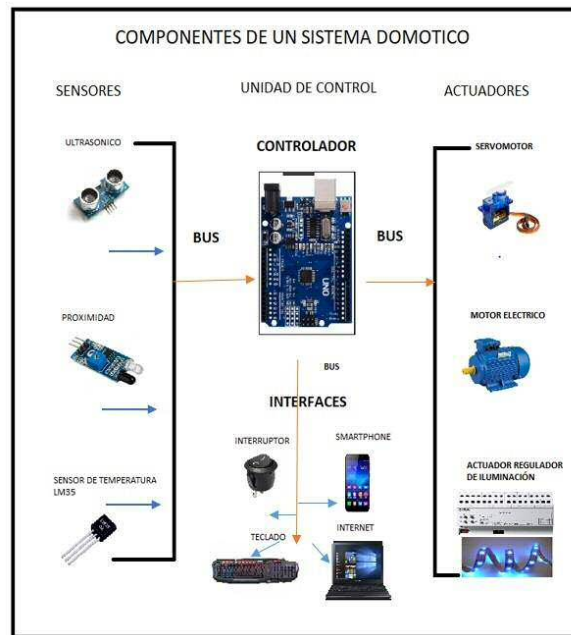 COMPONENTES DE UN SISTEMA DOMOTICO
SENSORES
UNIDAD DE CONTROL
ACTUADORES
ULTRASONICO
CONTROLADOR
SERVOMOTOR
BUS
BUS
UNO
PROXIMIDAD
MOTOR ELECTRICO
BUS
INTERFACES
INTERRUPTOR
SMARTPHONE
SENSOR DE TEMPERATURA
LM35
ACTUADOR REGULADOR
DE ILUMINACIÓN
TECLADO
INTERNET